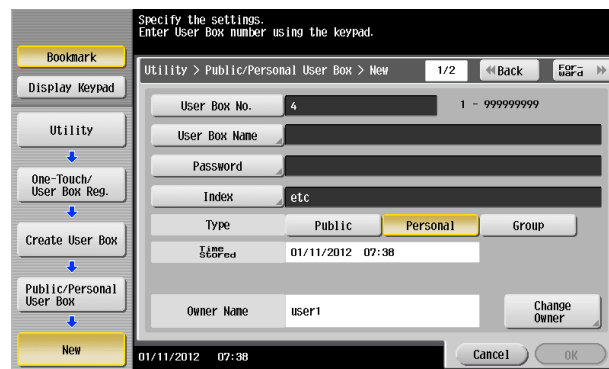 Specify the settings.
Enter User Box number using the keypad.
Bookmark
Display Keypad
Utility
One-Touch/
User Box Reg.
Create User Box
Public/Personal
User Box
New
Utility > Public/Personal User Box > New
1/2
Back
For-
ward
User Box No.
4
1 - 999999999
User Box Name
Password
Index
etc
Type
Public
Personal
Group
Time
Stored
01/11/2012 07:38
Owner Name
user1
Change
Owner
01/11/2012 07:38
Cancel
OK